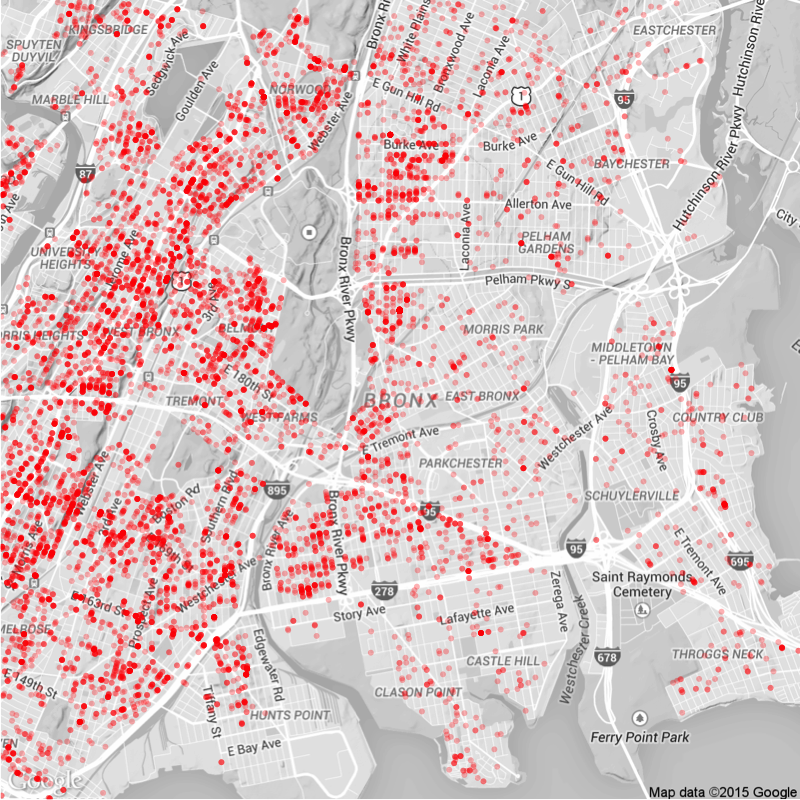 KINGSBRIDGE
Bronx
White Plains
Bronxwood Ave
Laconia Ave
EASTCHESTER
Hutchinson River Pkwy
Hutchinson Rive
SPUYTEN
DUYVIL
Sedgwick Ave
Goulden Ave
MARBLE HILL
NORWOOD
Webster Ave
E Gun Hill Rd
1
95
Burke Ave
Burke Ave
E Gun Hill Rd
BAYCHESTER
87
Allerton Ave
Hutchinson River Pkwy
City
Laconia Ave
PELHAM
GARDENS
UNIVERSITY
HEIGHTS
Jerome Ave
1
3rd Ave
Bronx River Pkwy
Pelham Pkwy S
RRIS HEIGHTS
WEST BRONX
BELMONT
MORRIS PARK
MIDDLETOWN
- PELHAM BAY
E 180th St
95
TREMONT
WEST FARMS
BRONX
EAST BRONX
COUNTRY CLUB
E Tremont Ave
Westchester Ave
Crosby Ave
PARKCHESTER
Webster Ave
3rd Ave
Boston Rd
Southern Blvd
895
SCHUYLERVILLE
95
Bronx River Ave
Bronx River Pkwy
E Tremont Ave
Morris Ave
E 169th St
Westchester Ave
95
695
278
Saint Raymonds
Cemetery
E 163rd St
Prospect Ave
Story Ave
Lafayette Ave
Zerega Ave
MELROSE
Edgewater Rd
CASTLE HILL
Westchester Creek
678
THROGGS NECK
E 149th St
Tiffany St
CLASON POINT
HUNTS POINT
E Bay Ave
Ferry Point Park
Google
Map data ©2015 Google